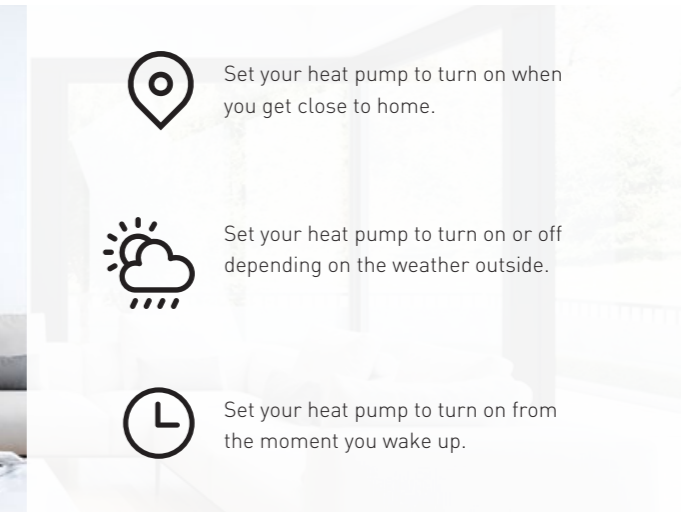 Set your heat pump to turn on when
you get close to home.
Set your heat pump to turn on or off
depending on the weather outside.
Set your heat pump to turn on from
the moment you wake up.